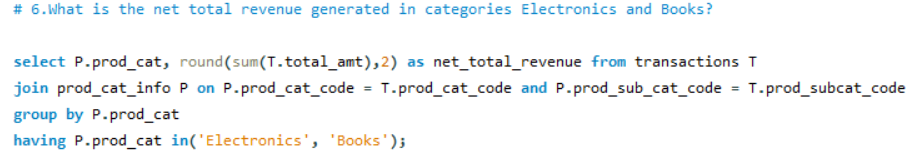 # 6.What is the net total revenue generated in categories Electronics and Books?
select P.prod_cat, round(sum(T.total_amt),2) as net_total_revenue from transactions T
join prod_cat_info P on P.prod_cat_code = T.prod_cat_code and P.prod_sub_cat_code = T.prod_subcat_code
group by P.prod_cat
having P.prod_cat in('Electronics', 'Books');